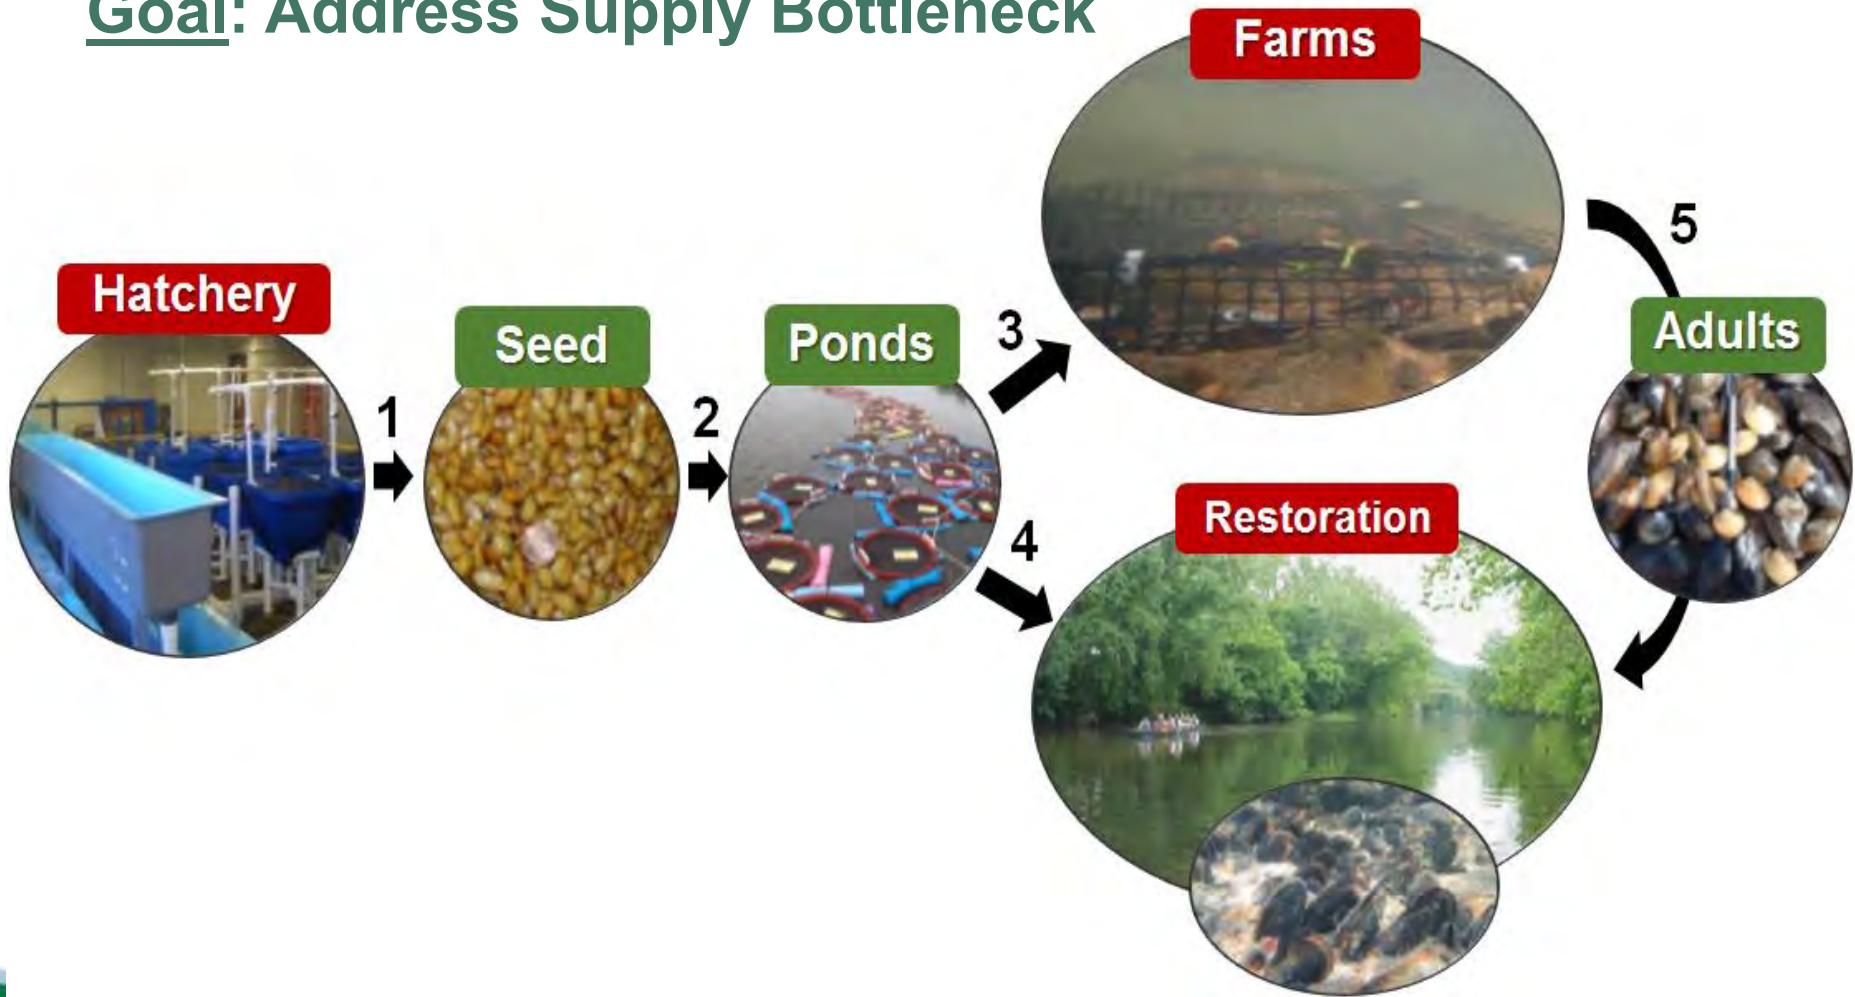 Goal: Address Supply Bottleneck
Farms
5
Hatchery
Seed
Ponds
3
Adults
1
2
Restoration
4